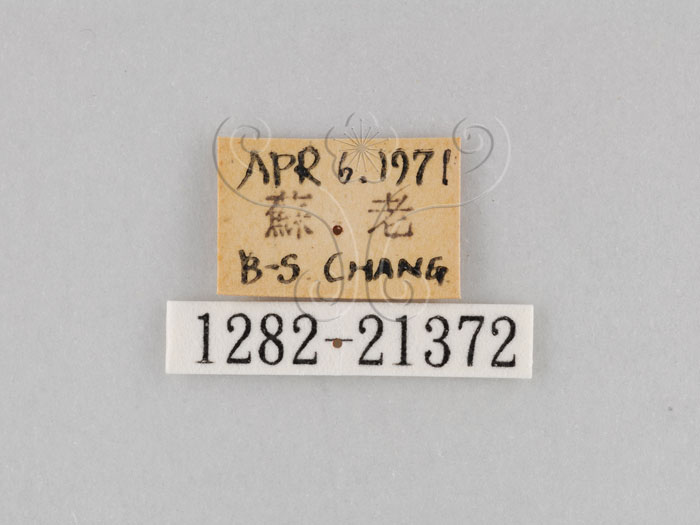 APR 6. 1971
蘇 . 老
B-S. CHANG
1282-21372